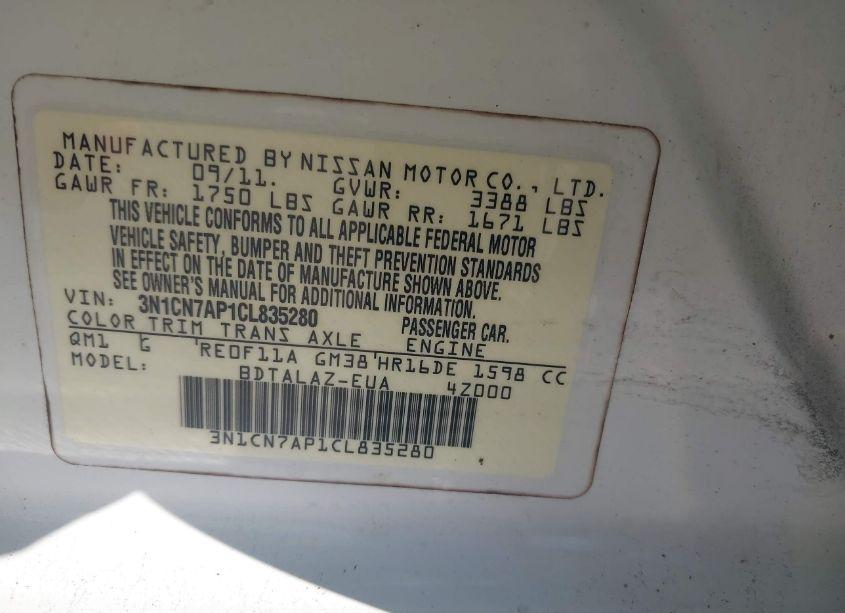 MANUFACTURED BY NISSAN MOTOR CO., LTD.
DATE: 09/11. GVWR: 3388 LBS
GAWR FR: 1750 LBS GAWR RR: 1671 LBS
THIS VEHICLE CONFORMS TO ALL APPLICABLE FEDERAL MOTOR
VEHICLE SAFETY, BUMPER AND THEFT PREVENTION STANDARDS
IN EFFECT ON THE DATE OF MANUFACTURE SHOWN ABOVE.
SEE OWNER'S MANUAL FOR ADDITIONAL INFORMATION.
VIN: 3N1CN7AP1CL835280 PASSENGER CAR.
COLOR TRIM TRANS AXLE ENGINE
QM1 G RE0F11A GM38 HR16DE 1598 CC
MODEL: BDTALAZ-EUA 4Z000
3N1CN7AP1CL835280